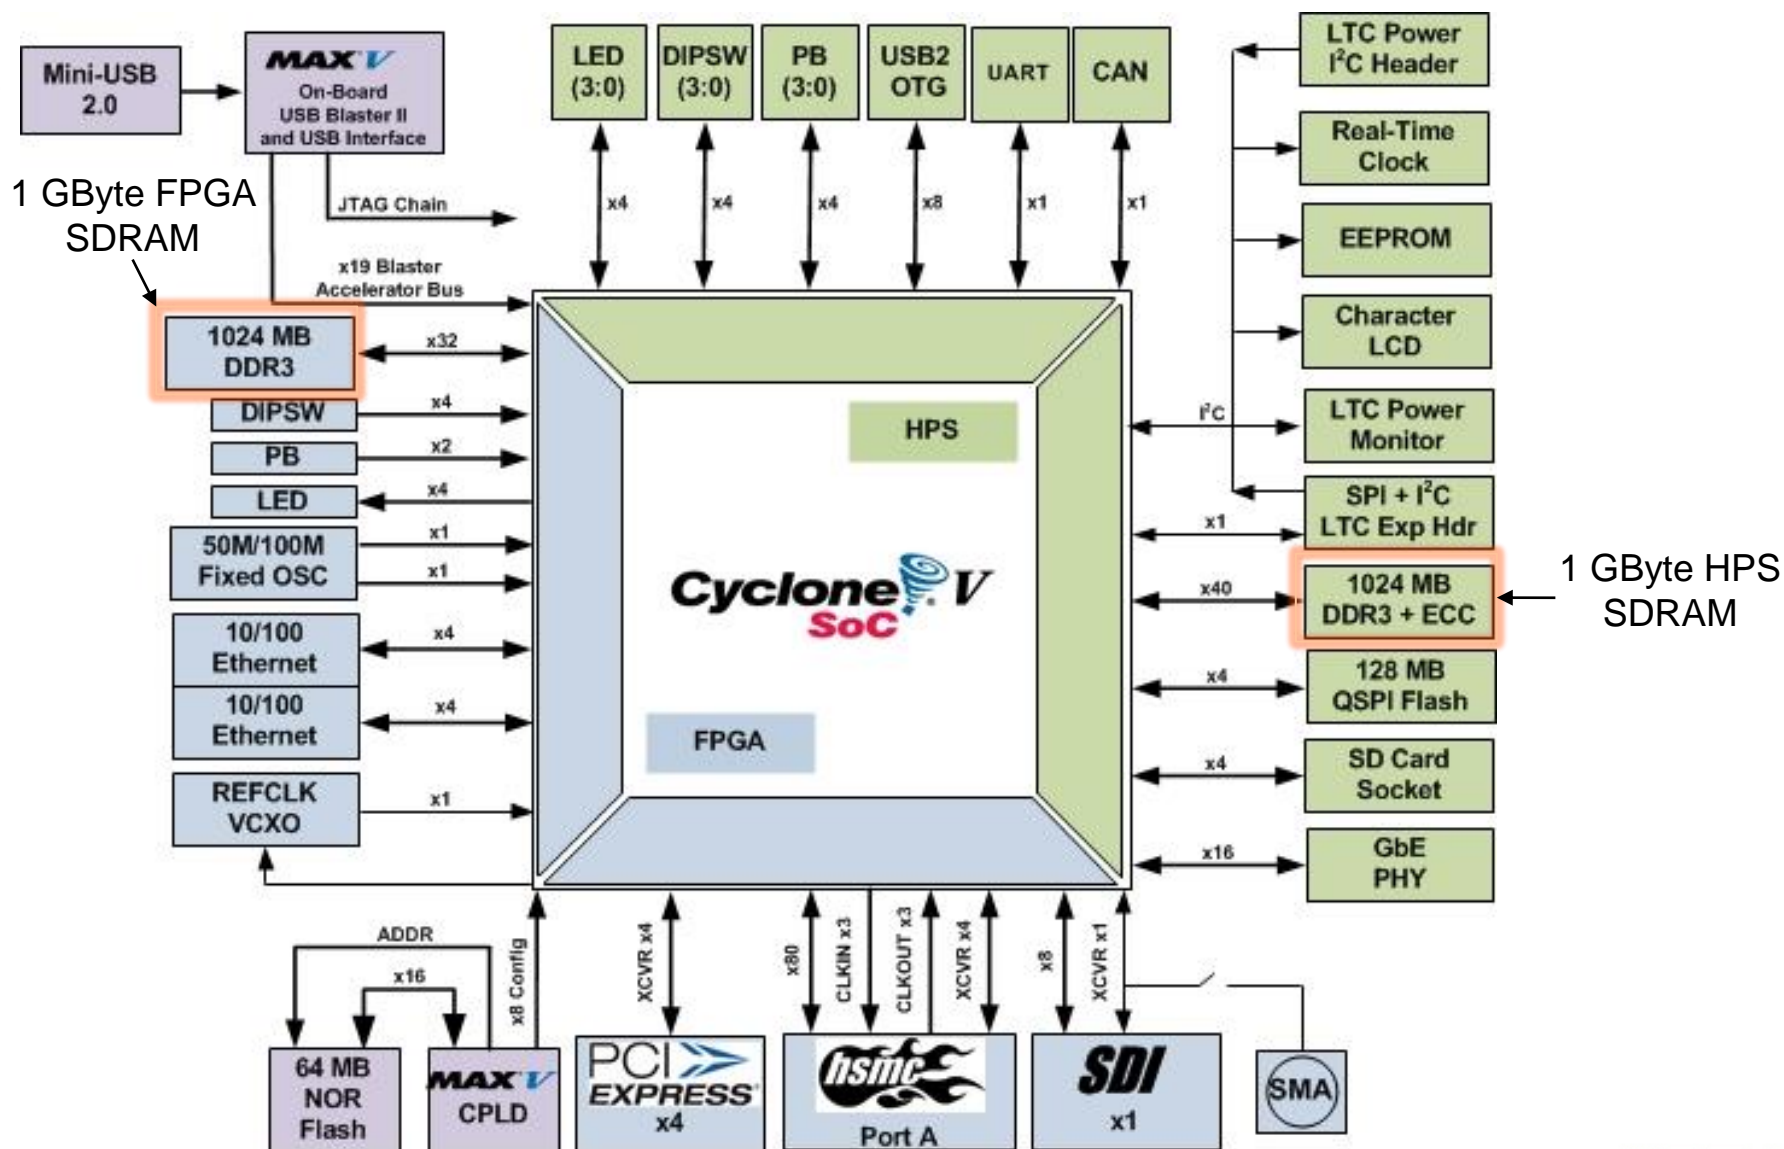 Mini-USB
2.0
MAX V
On-Board
USB Blaster II
and USB Interface
LED
(3:0)
DIPSW
(3:0)
PB
(3:0)
USB2
OTG
UART
CAN
LTC Power
I²C Header
Real-Time
Clock
EEPROM
Character
LCD
LTC Power
Monitor
SPI + I²C
LTC Exp Hdr
1 GByte FPGA
SDRAM
JTAG Chain
x19 Blaster
Accelerator Bus
x4
x4
x4
x8
x1
x1
1024 MB
DDR3
x32
DIPSW
x4
PB
x2
LED
x4
50M/100M
Fixed OSC
x1
x1
10/100
Ethernet
x4
10/100
Ethernet
x4
REFCLK
VCXO
x1
HPS
Cyclone V
SoC
FPGA
I²C
x1
x40
1024 MB
DDR3 + ECC
1 GByte HPS
SDRAM
x4
128 MB
QSPI Flash
x4
SD Card
Socket
x16
GbE
PHY
ADDR
x16
x8 Config
XCVR x4
x80
CLKIN x3
CLKOUT x3
XCVR x4
x8
XCVR x1
64 MB
NOR
Flash
MAX V
CPLD
PCI
EXPRESS®
x4
hsmc
Port A
SDI
x1
SMA